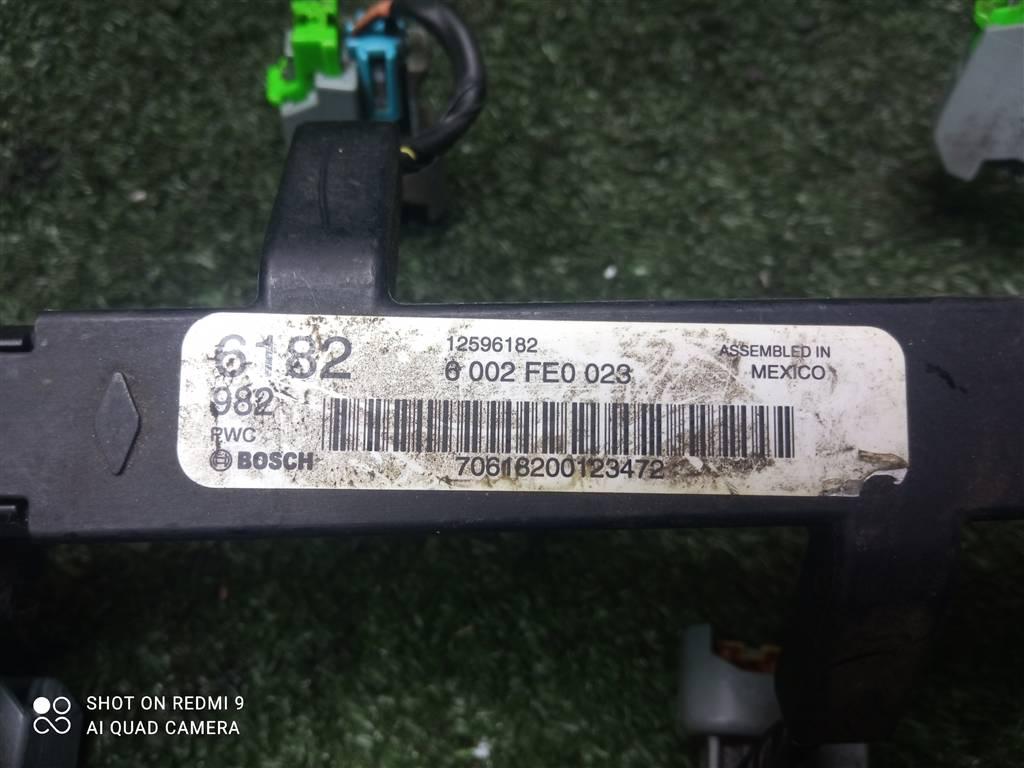 6182
982
PWC
BOSCH
12596182
6 002 FE0 023
70618200123472
ASSEMBLED IN
MEXICO
SHOT ON REDMI 9
AI QUAD CAMERA